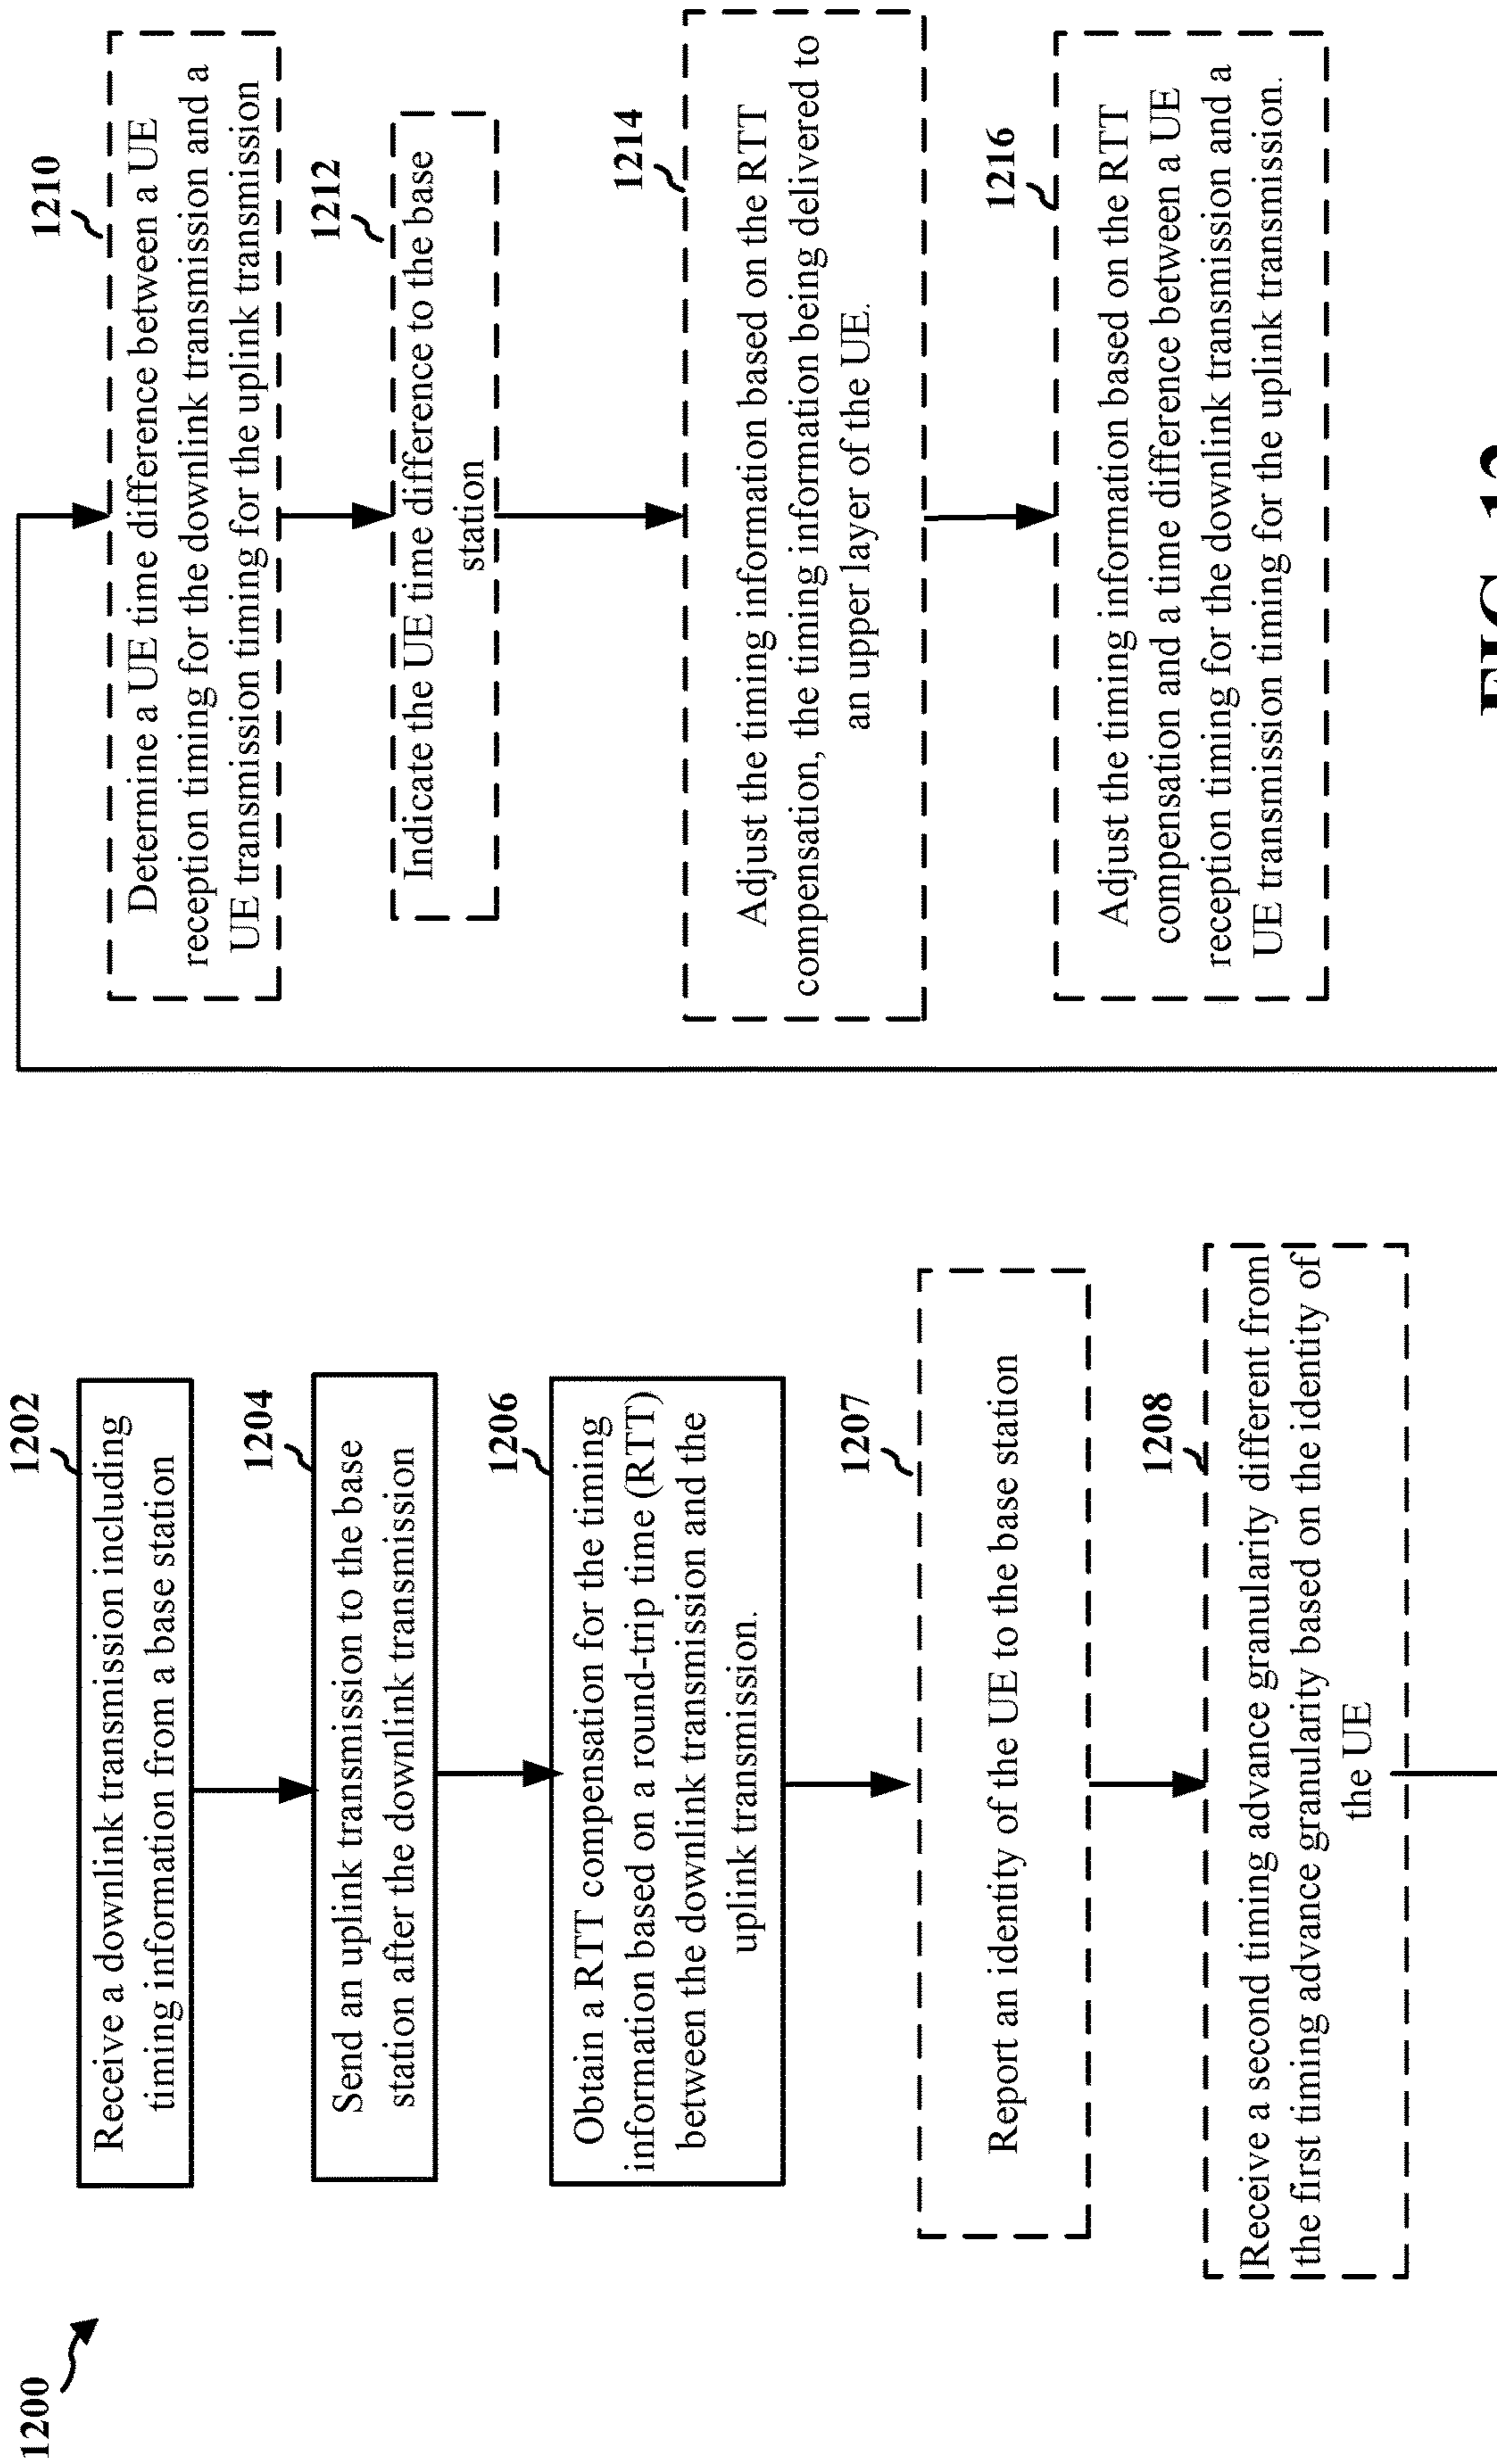 1200
1202
Receive a downlink transmission including
timing information from a base station
1204
Send an uplink transmission to the base
station after the downlink transmission
1206
Obtain a RTT compensation for the timing
information based on a round-trip time (RTT)
between the downlink transmission and the
uplink transmission.
1207
Report an identity of the UE to the base station
1208
Receive a second timing advance granularity different from
the first timing advance granularity based on the identity of
the UE
1210
Determine a UE time difference between a UE
reception timing for the downlink transmission and a
UE transmission timing for the uplink transmission
1212
Indicate the UE time difference to the base
station
1214
Adjust the timing information based on the RTT
compensation, the timing information being delivered to
an upper layer of the UE.
1216
Adjust the timing information based on the RTT
compensation and a time difference between a UE
reception timing for the downlink transmission and a
UE transmission timing for the uplink transmission.